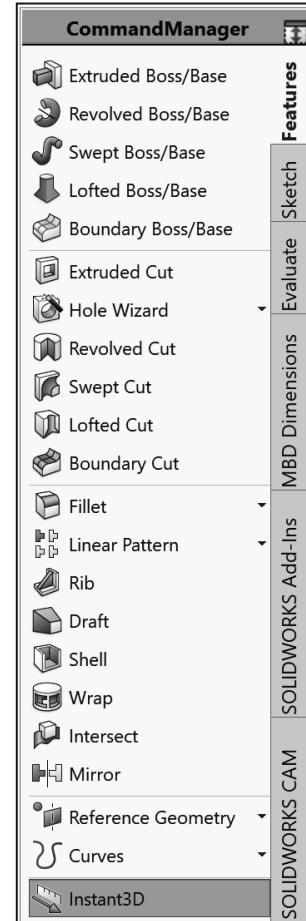 CommandManager
Extruded Boss/Base
Revolved Boss/Base
Swept Boss/Base
Lofted Boss/Base
Boundary Boss/Base
Extruded Cut
Hole Wizard
Revolved Cut
Swept Cut
Lofted Cut
Boundary Cut
Fillet
Linear Pattern
Rib
Draft
Shell
Wrap
Intersect
Mirror
Reference Geometry
Curves
Instant3D
Features
Sketch
Evaluate
MBD Dimensions
SOLIDWORKS Add-Ins
SOLIDWORKS CAM